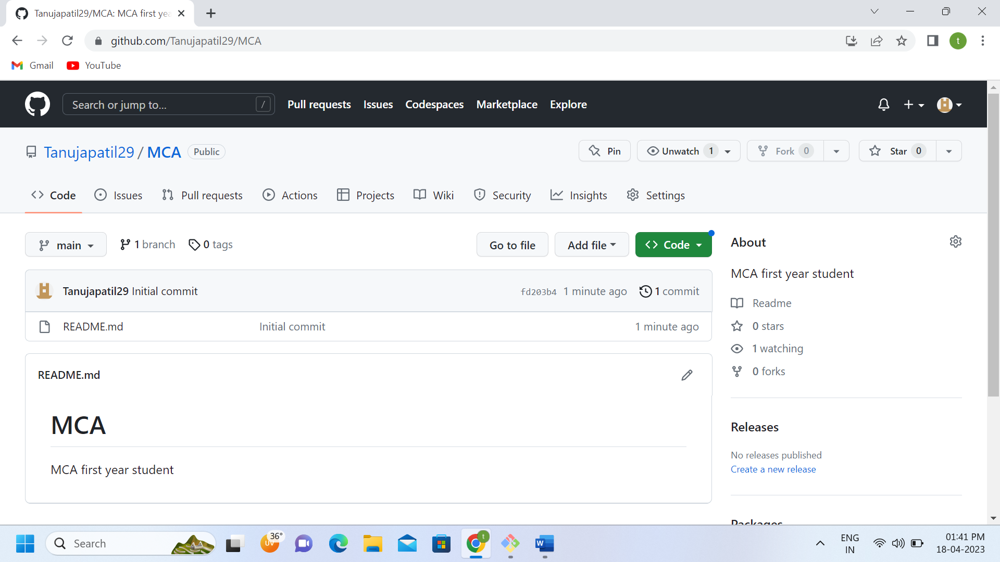 Tanujapatil29/MCA: MCA first yea
github.com/Tanujapatil29/MCA
t
Gmail
YouTube
Search or jump to...
/
Pull requests
Issues
Codespaces
Marketplace
Explore
Tanujapatil29 / MCA
Public
Pin
Unwatch 1
Fork 0
Star 0
Code
Issues
Pull requests
Actions
Projects
Wiki
Security
Insights
Settings
main
1 branch
0 tags
Go to file
Add file
Code
About
MCA first year student
Tanujapatil29 Initial commit
fd203b4 1 minute ago
1 commit
README.md
Initial commit
1 minute ago
Readme
0 stars
1 watching
0 forks
README.md
MCA
MCA first year student
Releases
No releases published
Create a new release
Packages
Search
36°
UV
t
W
ENG
IN
01:41 PM
18-04-2023